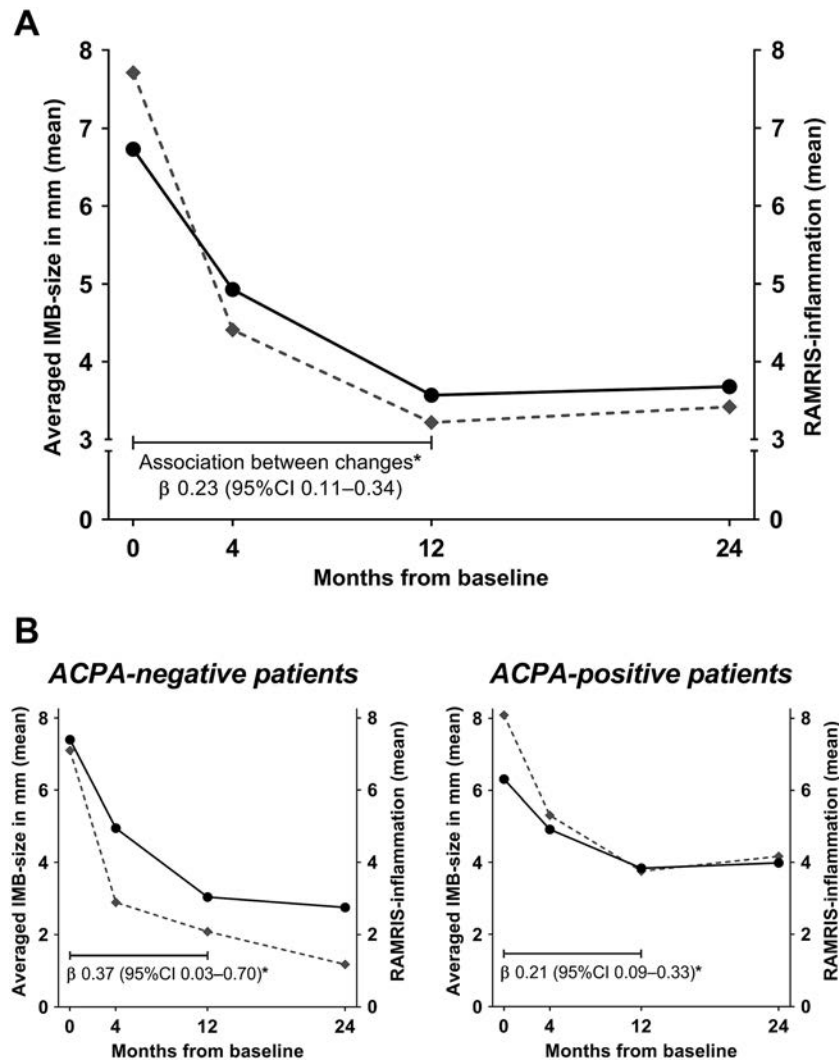 A
Averaged IMB-size in mm (mean)
RAMRIS-inflammation (mean)
8 8
7 7
6 6
5 5
4 4
3 3
Association between changes*
β 0.23 (95%CI 0.11–0.34)
0 0
0 4 12 24
Months from baseline
B
ACPA-negative patients
Averaged IMB-size in mm (mean)
RAMRIS-inflammation (mean)
8 8
6 6
4 4
2 2
β 0.37 (95%CI 0.03–0.70)*
0 0
0 4 12 24
Months from baseline
ACPA-positive patients
Averaged IMB-size in mm (mean)
RAMRIS-inflammation (mean)
8 8
6 6
4 4
2 2
β 0.21 (95%CI 0.09–0.33)*
0 0
0 4 12 24
Months from baseline